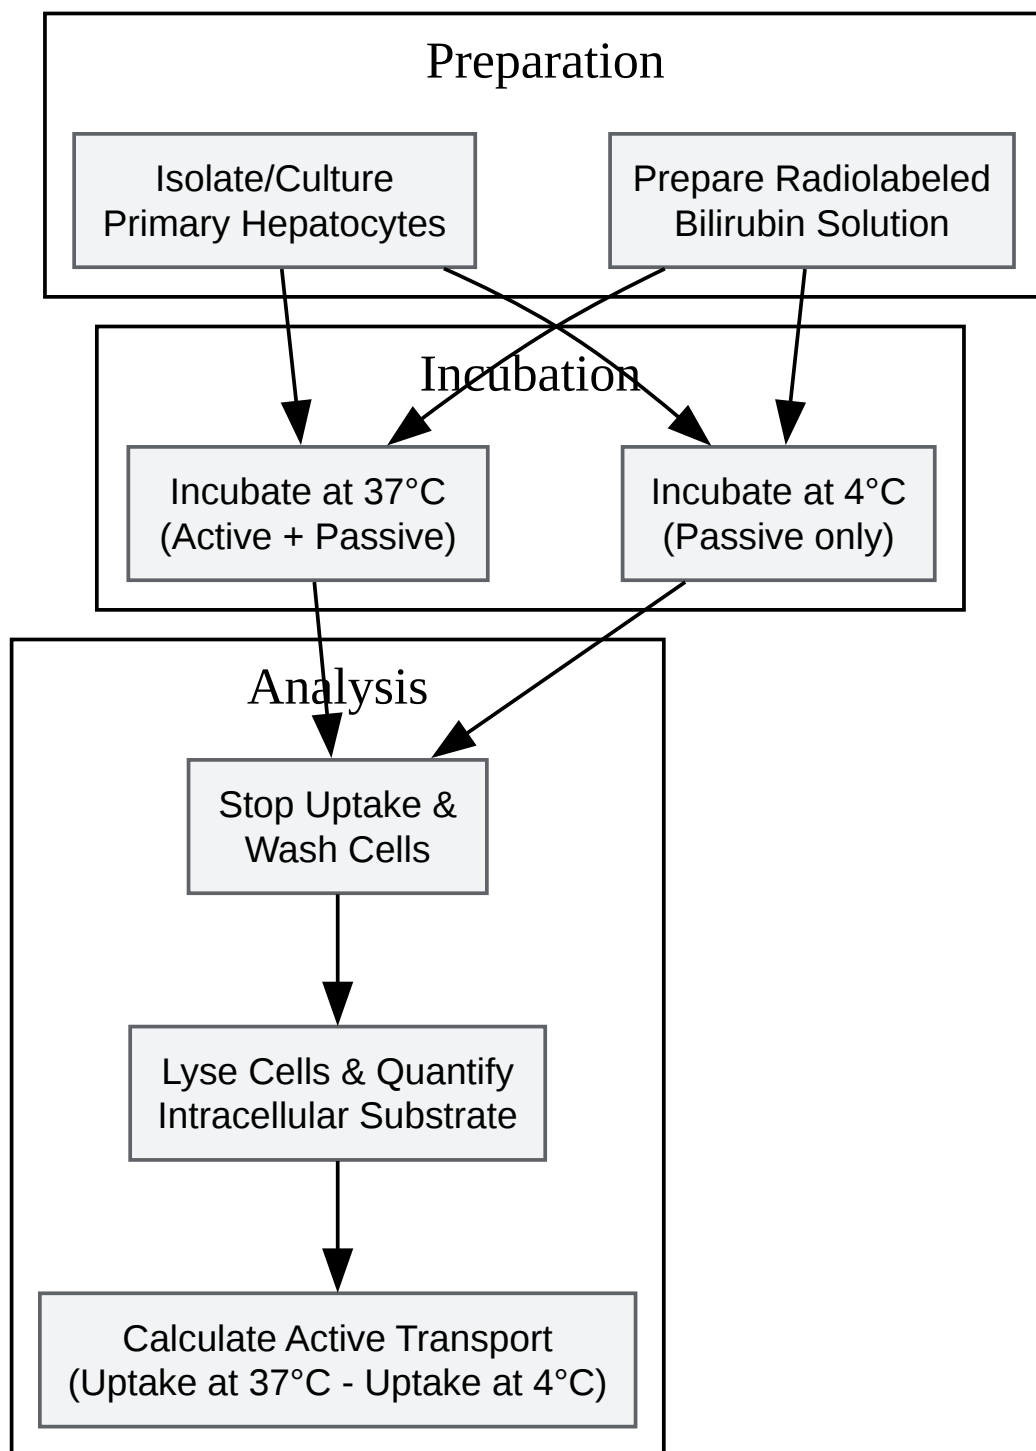 Preparation
Isolate/Culture
Primary Hepatocytes
Prepare Radiolabeled
Bilirubin Solution
Incubation
Incubate at 37°C
(Active + Passive)
Incubate at 4°C
(Passive only)
Analysis
Stop Uptake &
Wash Cells
Lyse Cells & Quantify
Intracellular Substrate
Calculate Active Transport
(Uptake at 37°C - Uptake at 4°C)